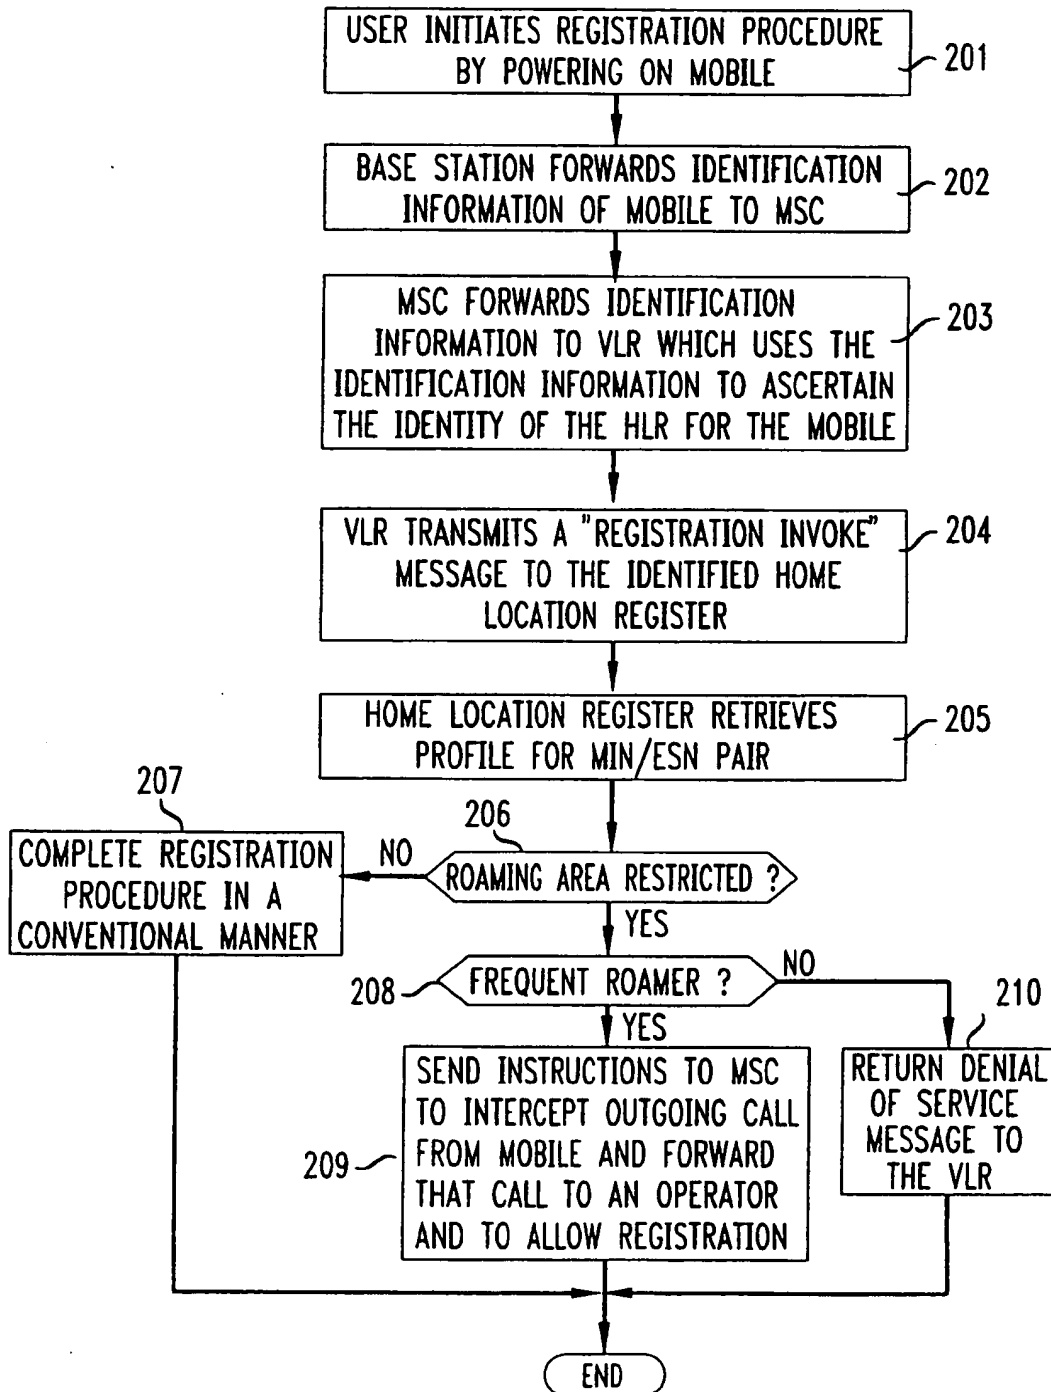 USER INITIATES REGISTRATION PROCEDURE
BY POWERING ON MOBILE
201
BASE STATION FORWARDS IDENTIFICATION
INFORMATION OF MOBILE TO MSC
202
MSC FORWARDS IDENTIFICATION
INFORMATION TO VLR WHICH USES THE
IDENTIFICATION INFORMATION TO ASCERTAIN
THE IDENTITY OF THE HLR FOR THE MOBILE
203
VLR TRANSMITS A "REGISTRATION INVOKE"
MESSAGE TO THE IDENTIFIED HOME
LOCATION REGISTER
204
HOME LOCATION REGISTER RETRIEVES
PROFILE FOR MIN/ESN PAIR
205
206
ROAMING AREA RESTRICTED ?
NO
207
COMPLETE REGISTRATION
PROCEDURE IN A
CONVENTIONAL MANNER
YES
208
FREQUENT ROAMER ?
NO
YES
209
SEND INSTRUCTIONS TO MSC
TO INTERCEPT OUTGOING CALL
FROM MOBILE AND FORWARD
THAT CALL TO AN OPERATOR
AND TO ALLOW REGISTRATION
210
RETURN DENIAL
OF SERVICE
MESSAGE TO
THE VLR
END